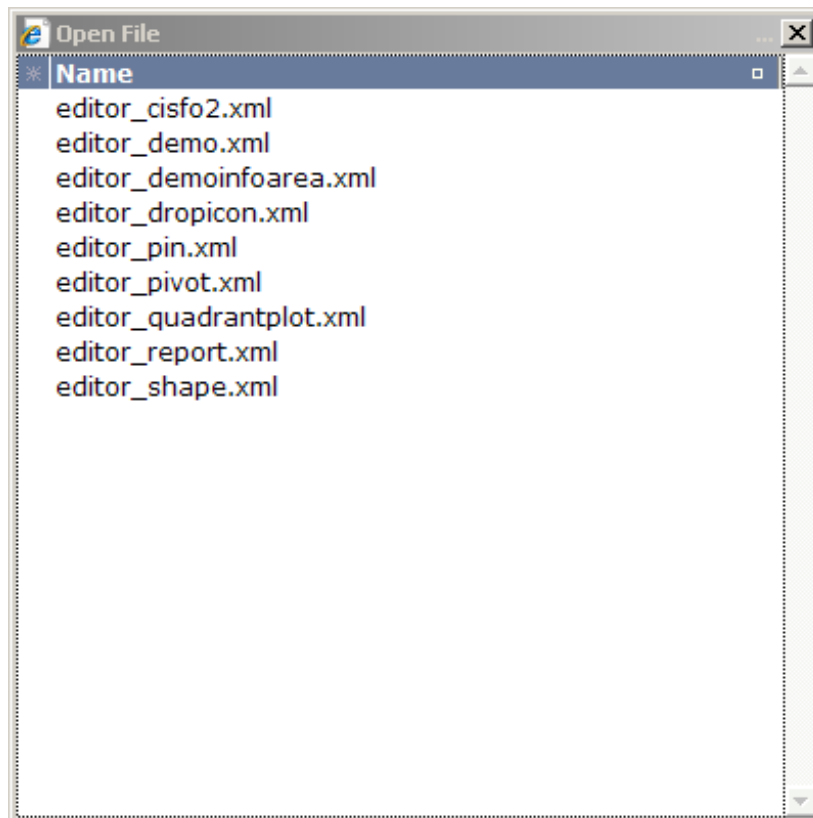 Open File ...
Name
editor_cisfo2.xml
editor_demo.xml
editor_demoinfoarea.xml
editor_dropicon.xml
editor_pin.xml
editor_pivot.xml
editor_quadrantplot.xml
editor_report.xml
editor_shape.xml